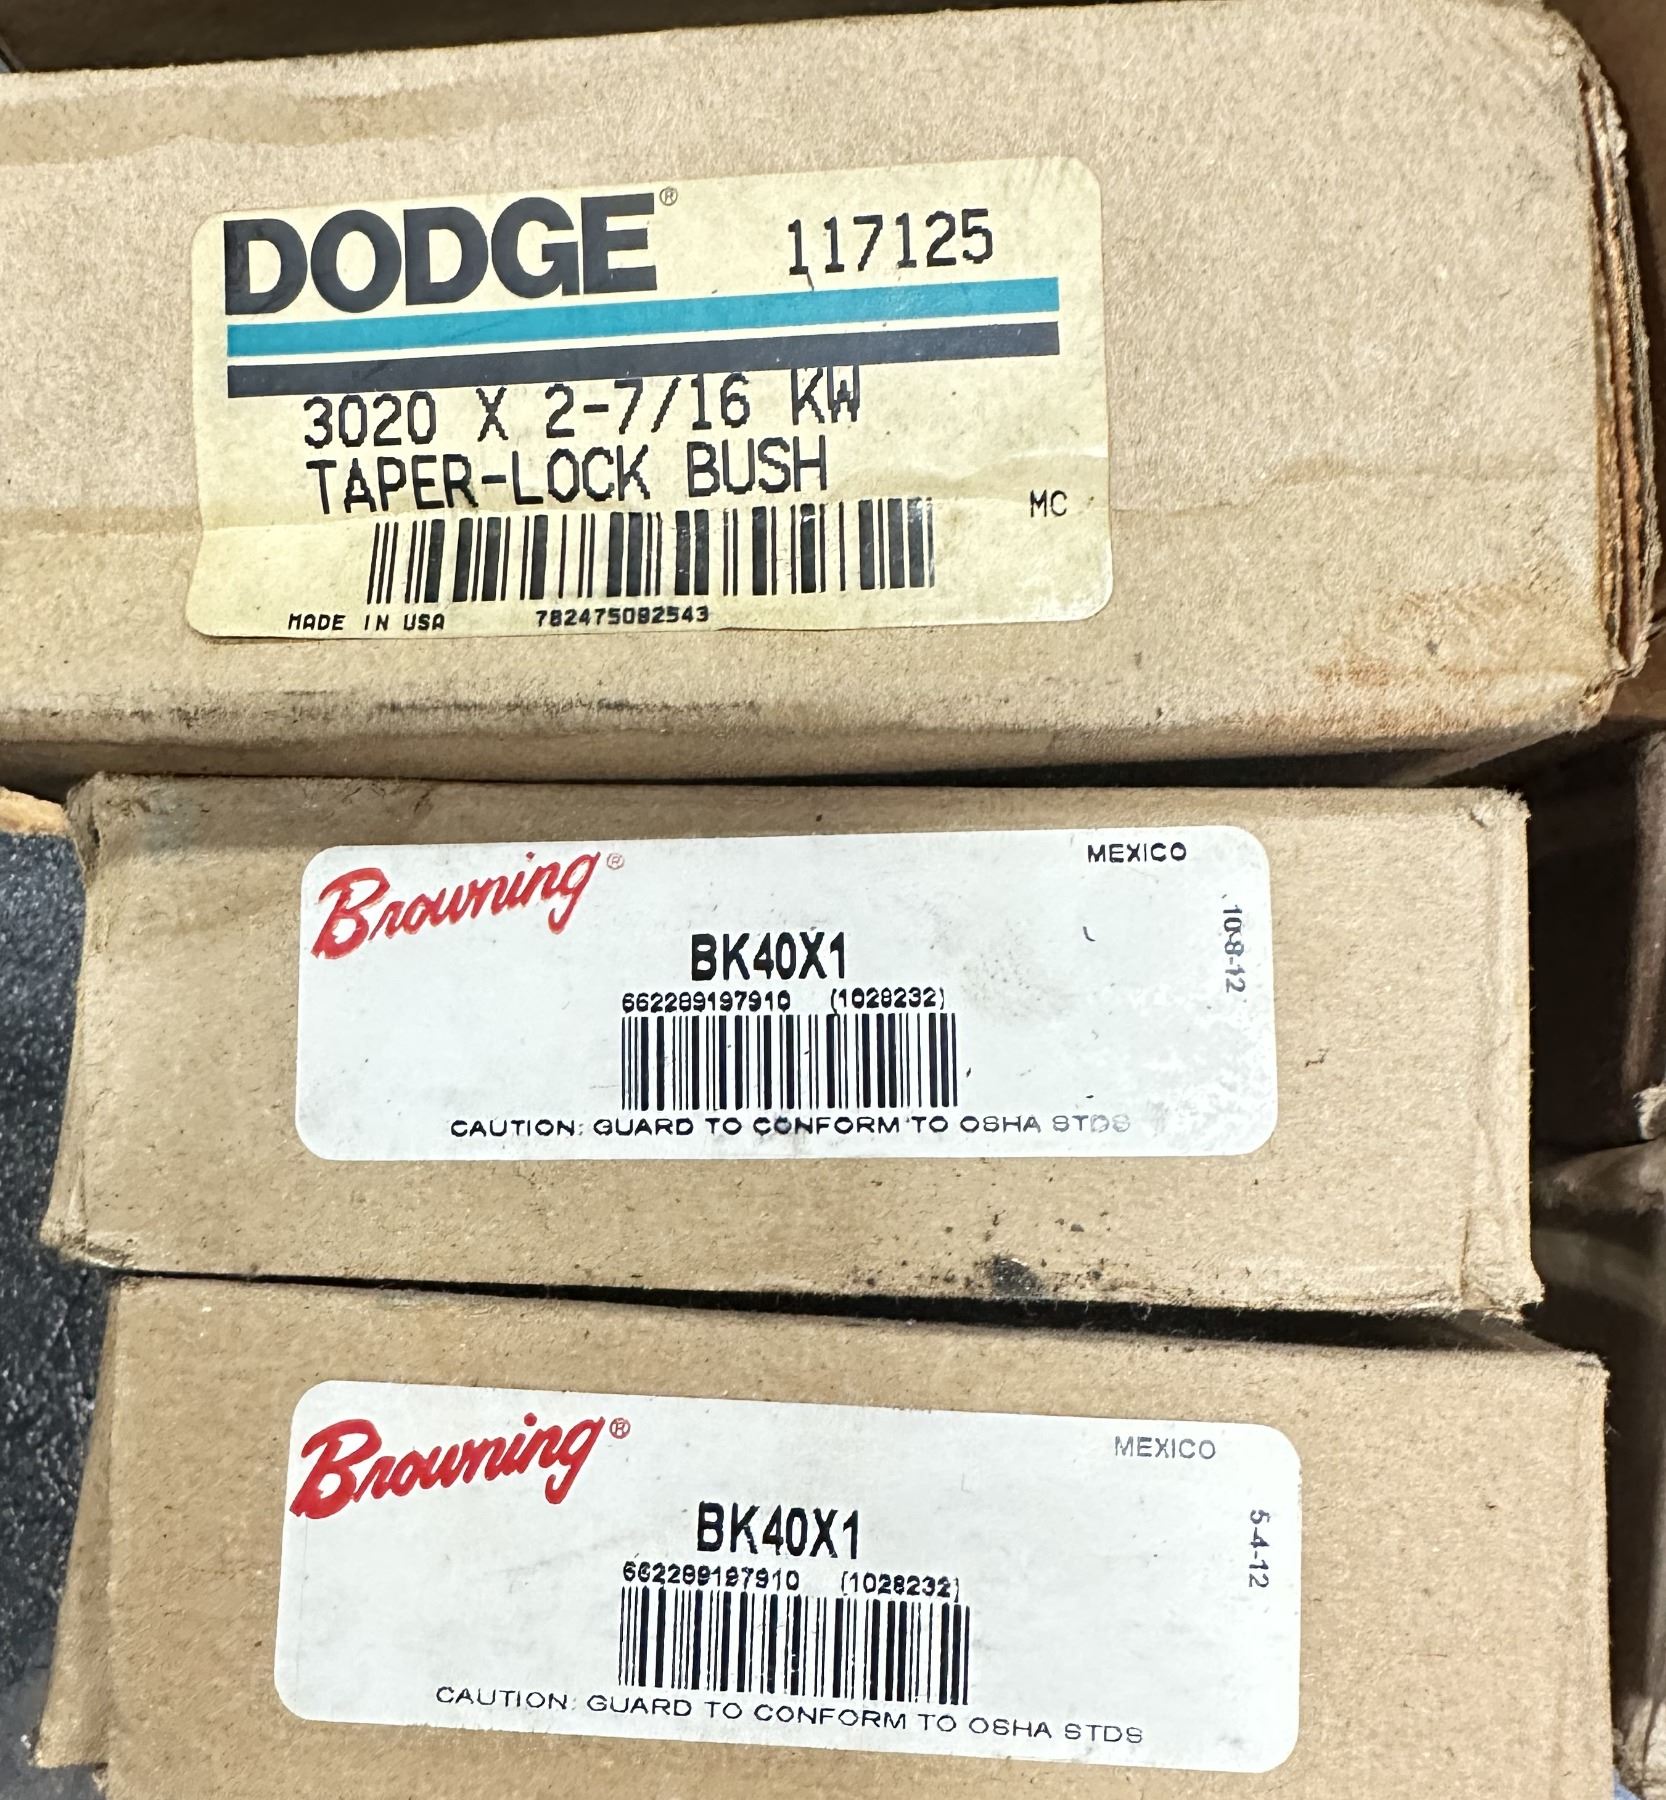 DODGE® 117125
3020 X 2-7/16 KW
TAPER-LOCK BUSH
MC
MADE IN USA 782475082543
Browning® MEXICO
10-8-12
BK40X1
662289197910 (1028232)
CAUTION: GUARD TO CONFORM TO OSHA STDS
Browning® MEXICO
5-4-12
BK40X1
662289197910 (1028232)
CAUTION: GUARD TO CONFORM TO OSHA STDS